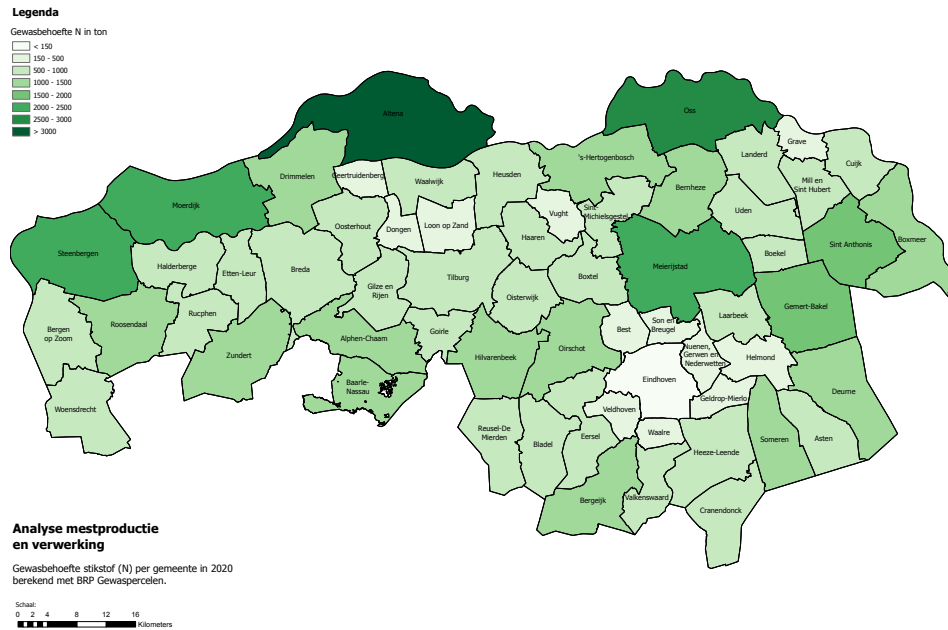 Legenda
Gewasbehoefte N in ton
< 150
150 - 500
500 - 1000
1000 - 1500
1500 - 2000
2000 - 2500
2500 - 3000
> 3000
Altena
Oss
's-Hertogenbosch
Landerd
Grave
Cuijk
Drimmelen
Geertruidenberg
Waalwijk
Heusden
Mill en
Sint Hubert
Bernheze
Moerdijk
Vught
Sint-
Michielsgestel
Uden
Oosterhout
Dongen
Loon op Zand
Haaren
Sint Anthonis
Boxmeer
Steenbergen
Halderberge
Etten-Leur
Breda
Tilburg
Boxtel
Meierijstad
Boekel
Gilze en
Rijen
Oisterwijk
Gemert-Bakel
Bergen
op Zoom
Roosendaal
Rucphen
Goirle
Best
Son en
Breugel
Laarbeek
Zundert
Alphen-Chaam
Hilvarenbeek
Oirschot
Nuenen,
Gerwen en
Nederwetten
Helmond
Baarle-
Nassau
Eindhoven
Deurne
Woensdrecht
Veldhoven
Geldrop-Mierlo
Reusel-De
Mierden
Bladel
Eersel
Waalre
Someren
Asten
Heeze-Leende
Bergeijk
Valkenswaard
Cranendonck
Analyse mestproductie
en verwerking
Gewasbehoefte stikstof (N) per gemeente in 2020
berekend met BRP Gewaspercelen.
Schaal:
0 2 4 8 12 16
Kilometers